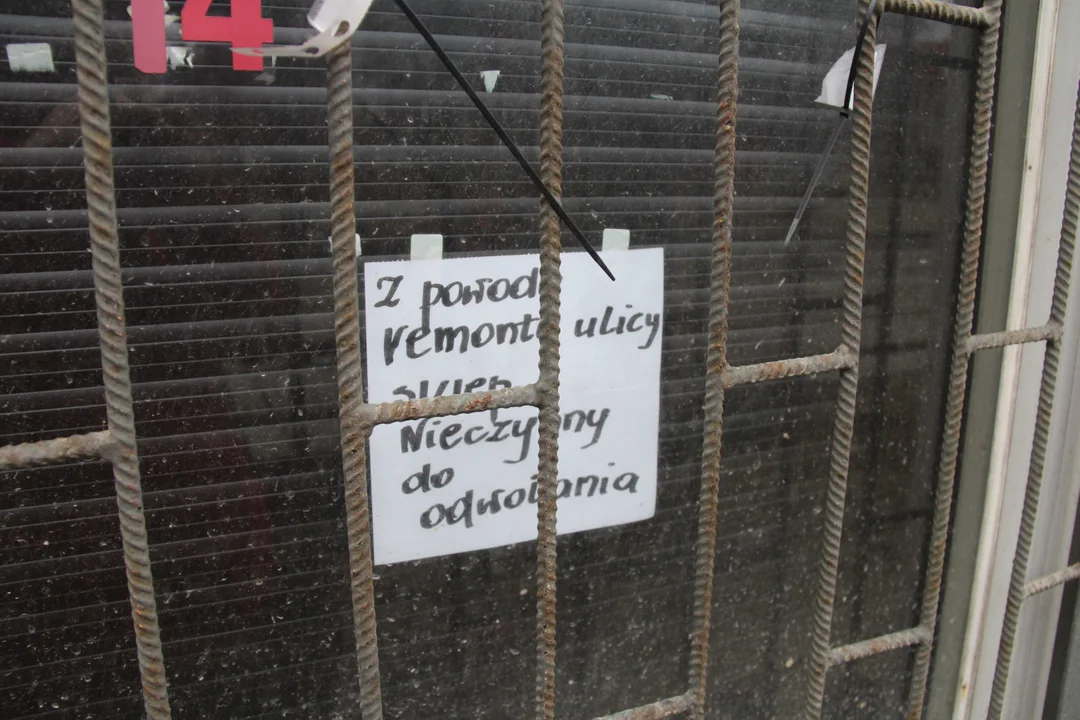 14
Z powodu
remontu ulicy
sklep
Nieczynny
do
odwołania